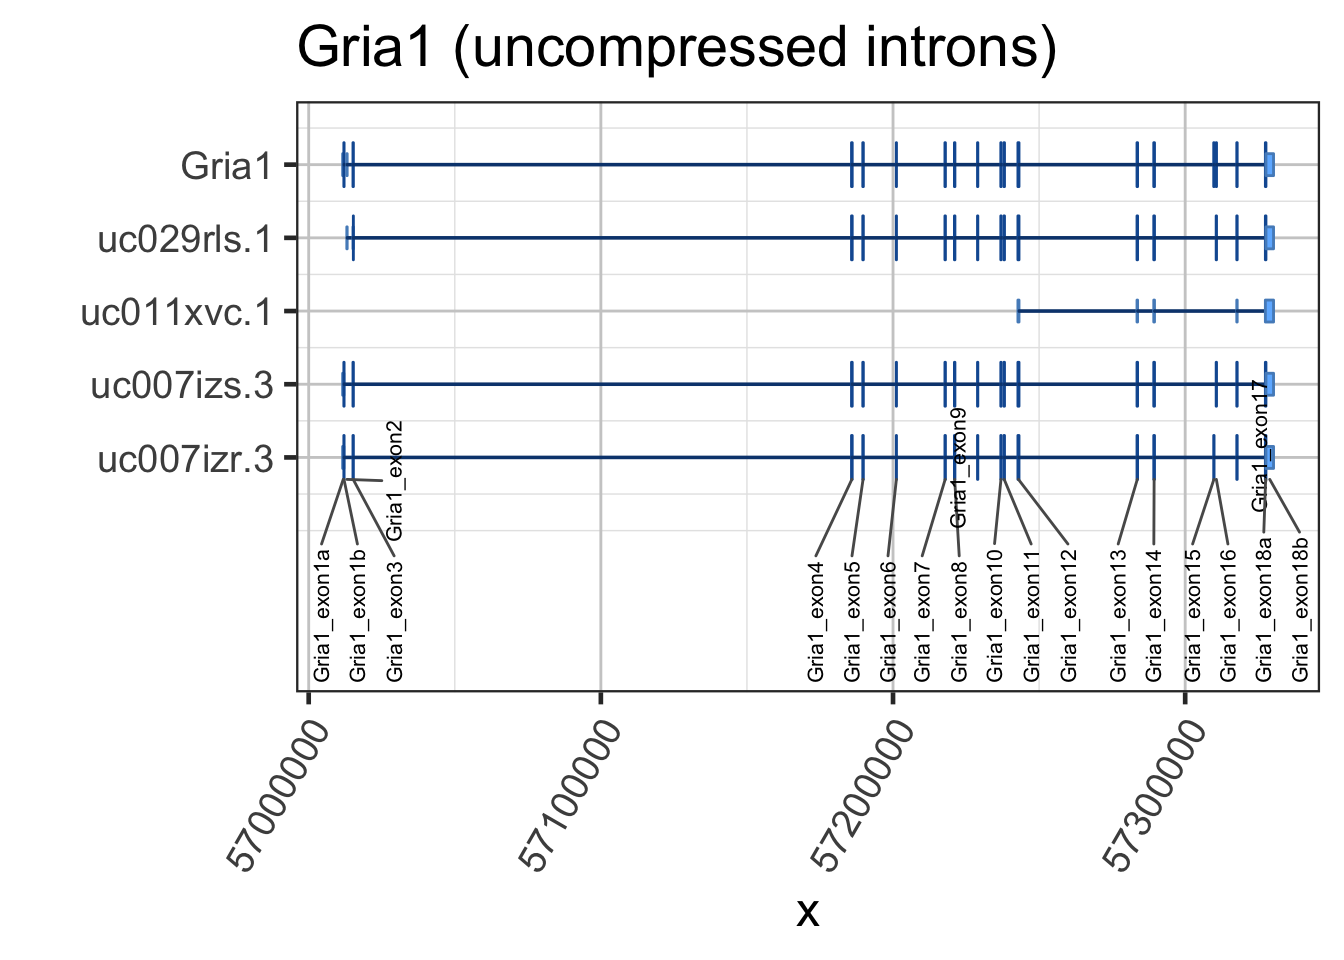 Gria1 (uncompressed introns)
Gria1
uc029rls.1
uc011xvc.1
uc007izs.3
uc007izr.3
Gria1_exon1a
Gria1_exon1b
Gria1_exon2
Gria1_exon3
Gria1_exon4
Gria1_exon5
Gria1_exon6
Gria1_exon7
Gria1_exon8
Gria1_exon9
Gria1_exon10
Gria1_exon11
Gria1_exon12
Gria1_exon13
Gria1_exon14
Gria1_exon15
Gria1_exon16
Gria1_exon17
Gria1_exon18a
Gria1_exon18b
57000000
57100000
57200000
57300000
x